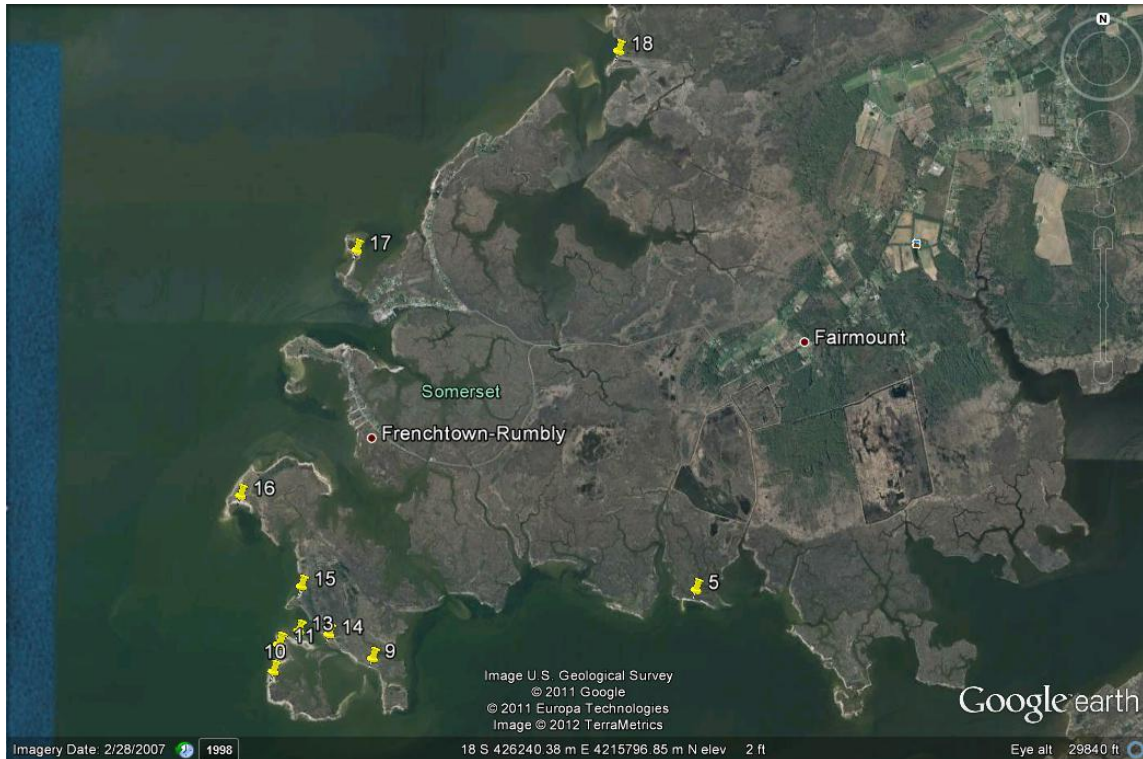 N
18
17
Fairmount
Somerset
Frenchtown-Rumbly
16
15
5
13
14
11
10
9
Image U.S. Geological Survey
© 2011 Google
© 2011 Europa Technologies
Image © 2012 TerraMetrics
Google earth
Imagery Date: 2/28/2007
1998
18 S 426240.38 m E 4215796.85 m N elev 2 ft
Eye alt 29840 ft